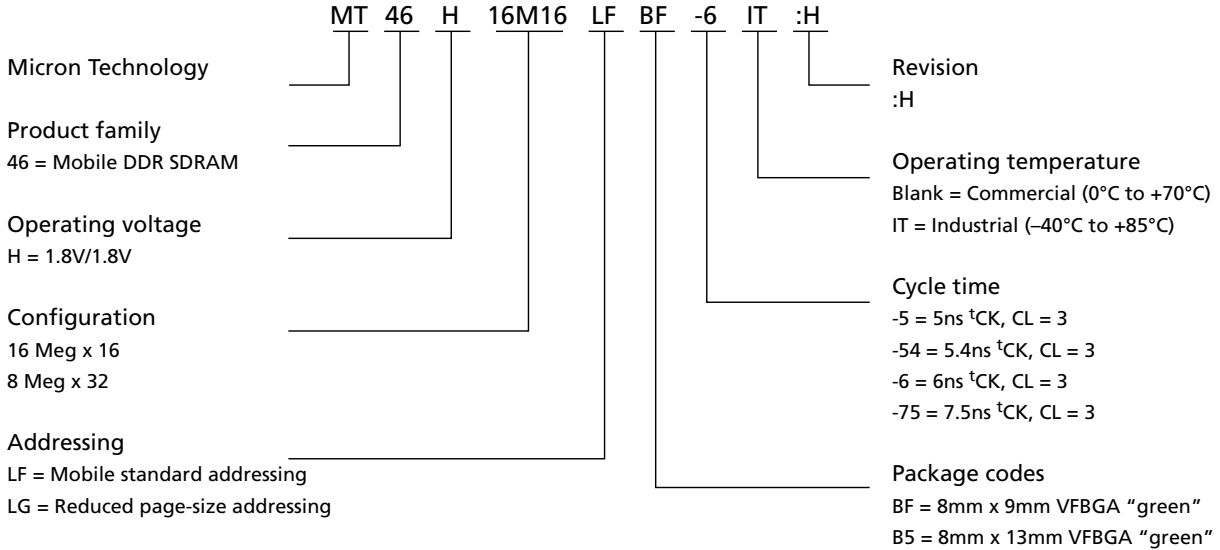 MT 46 H 16M16 LF BF -6 IT :H
Micron Technology
Product family
46 = Mobile DDR SDRAM
Operating voltage
H = 1.8V/1.8V
Configuration
16 Meg x 16
8 Meg x 32
Addressing
LF = Mobile standard addressing
LG = Reduced page-size addressing
Revision
:H
Operating temperature
Blank = Commercial (0°C to +70°C)
IT = Industrial (–40°C to +85°C)
Cycle time
-5 = 5ns ᵗCK, CL = 3
-54 = 5.4ns ᵗCK, CL = 3
-6 = 6ns ᵗCK, CL = 3
-75 = 7.5ns ᵗCK, CL = 3
Package codes
BF = 8mm x 9mm VFBGA “green”
B5 = 8mm x 13mm VFBGA “green”